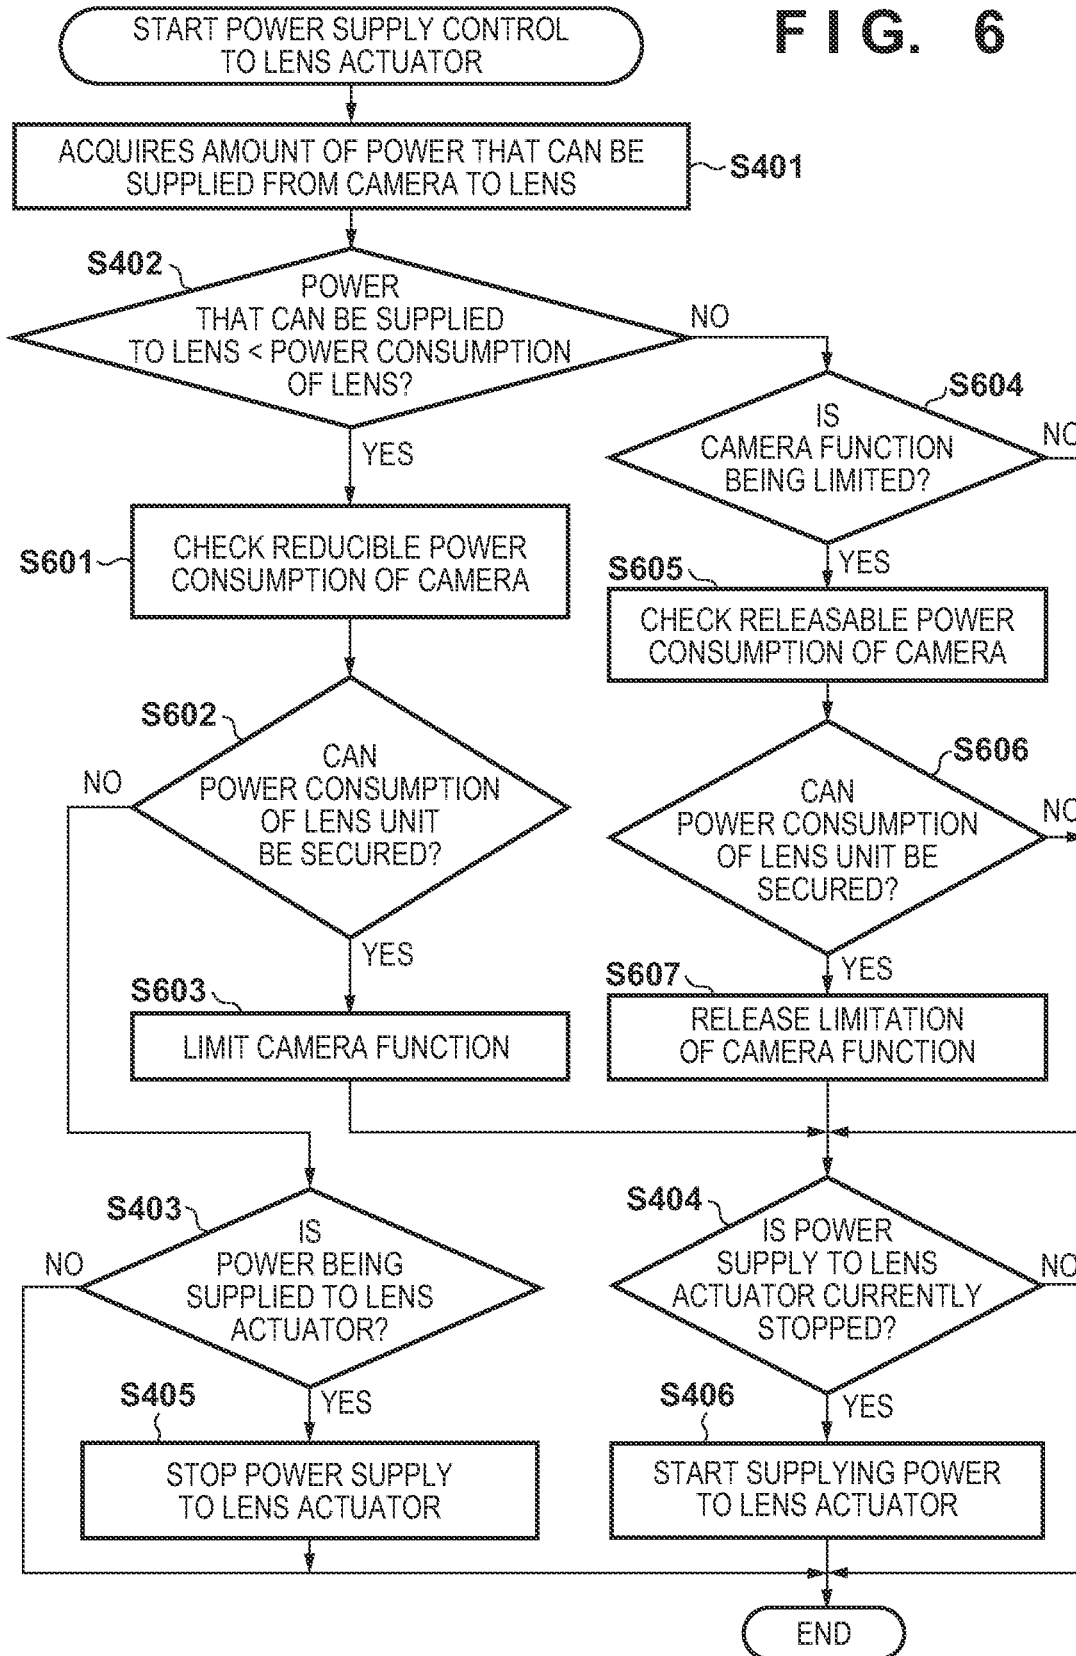 FIG. 6
START POWER SUPPLY CONTROL
TO LENS ACTUATOR
ACQUIRES AMOUNT OF POWER THAT CAN BE
SUPPLIED FROM CAMERA TO LENS
S401
S402
POWER
THAT CAN BE SUPPLIED
TO LENS < POWER CONSUMPTION
OF LENS?
NO
YES
S604
IS
CAMERA FUNCTION
BEING LIMITED?
NO
YES
S601
CHECK REDUCIBLE POWER
CONSUMPTION OF CAMERA
S605
CHECK RELEASABLE POWER
CONSUMPTION OF CAMERA
S602
CAN
POWER CONSUMPTION
OF LENS UNIT
BE SECURED?
NO
YES
S606
CAN
POWER CONSUMPTION
OF LENS UNIT BE
SECURED?
NO
YES
S603
LIMIT CAMERA FUNCTION
S607
RELEASE LIMITATION
OF CAMERA FUNCTION
S403
IS
POWER BEING
SUPPLIED TO LENS
ACTUATOR?
NO
YES
S404
IS POWER
SUPPLY TO LENS
ACTUATOR CURRENTLY
STOPPED?
NO
YES
S405
STOP POWER SUPPLY
TO LENS ACTUATOR
S406
START SUPPLYING POWER
TO LENS ACTUATOR
END